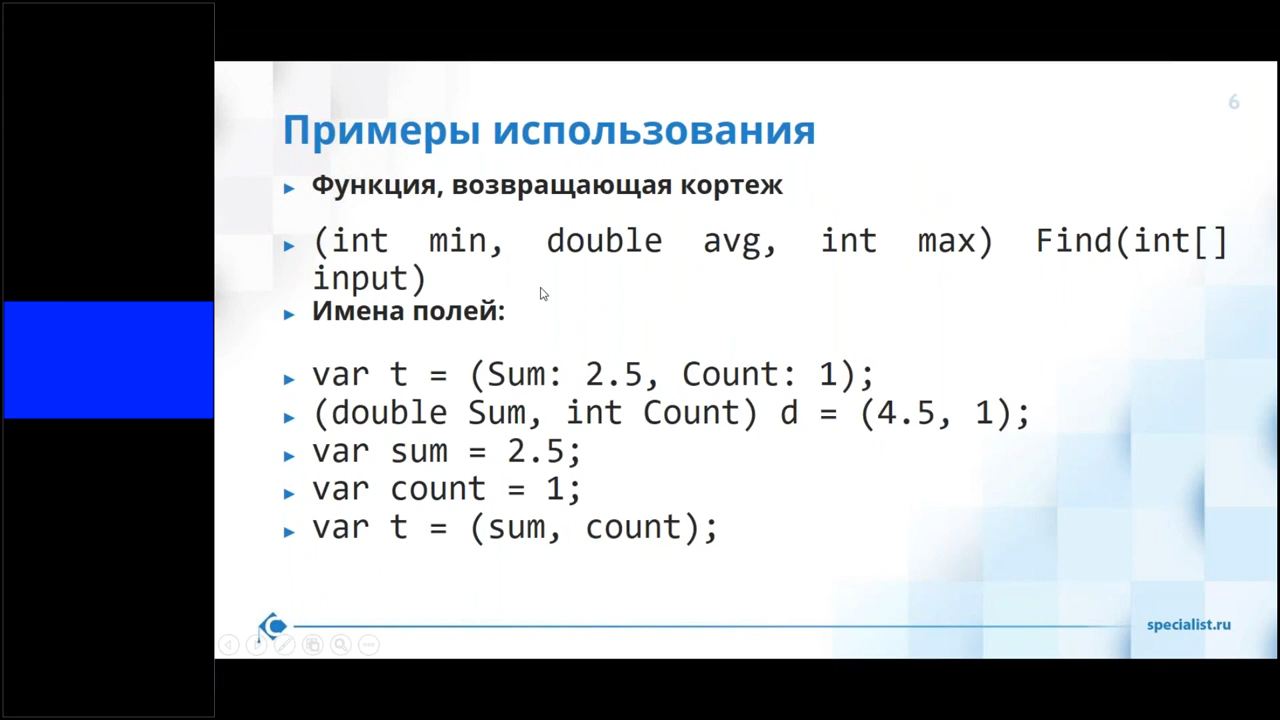 6
Примеры использования
Функция, возвращающая кортеж
(int min, double avg, int max) Find(int[]
input)
Имена полей:
var t = (Sum: 2.5, Count: 1);
(double Sum, int Count) d = (4.5, 1);
var sum = 2.5;
var count = 1;
var t = (sum, count);
specialist.ru